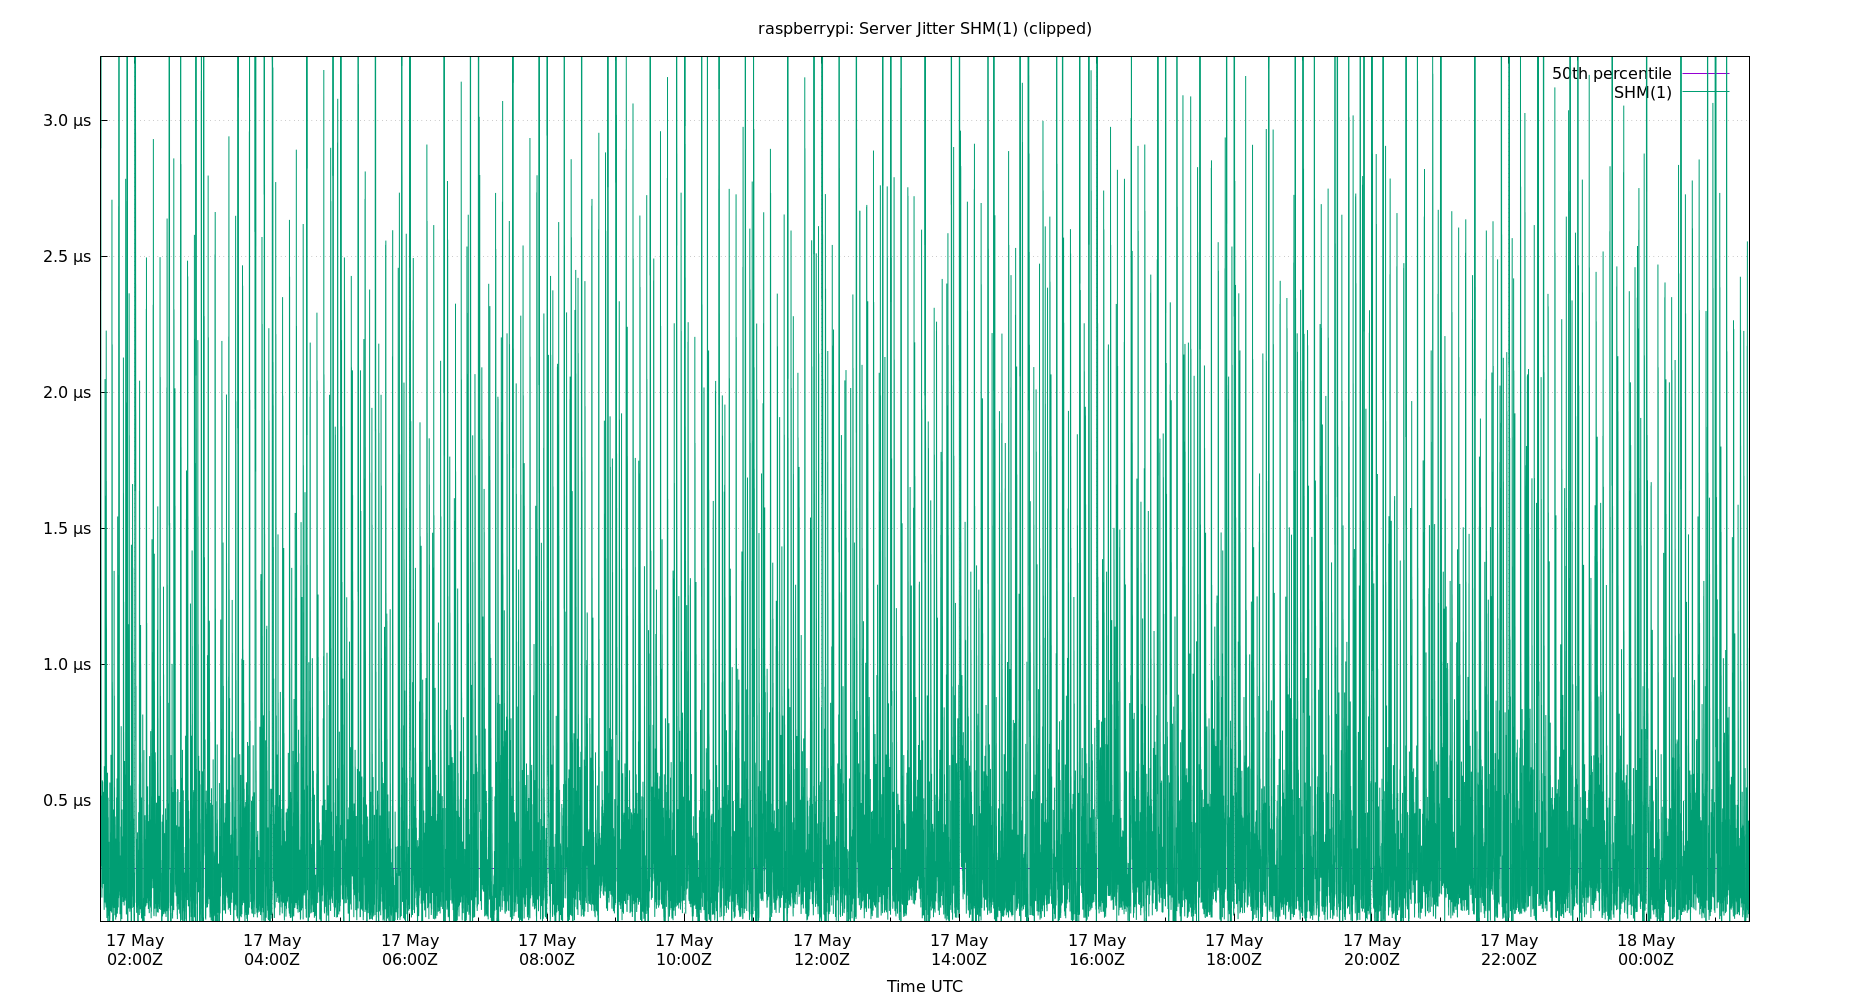 raspberrypi: Server Jitter SHM(1) (clipped)
50th percentile
SHM(1)
3.0 µs
2.5 µs
2.0 µs
1.5 µs
1.0 µs
0.5 µs
17 May 17 May 17 May 17 May 17 May 17 May 17 May 17 May 17 May 17 May 17 May 18 May
02:00Z 04:00Z 06:00Z 08:00Z 10:00Z 12:00Z 14:00Z 16:00Z 18:00Z 20:00Z 22:00Z 00:00Z
Time UTC